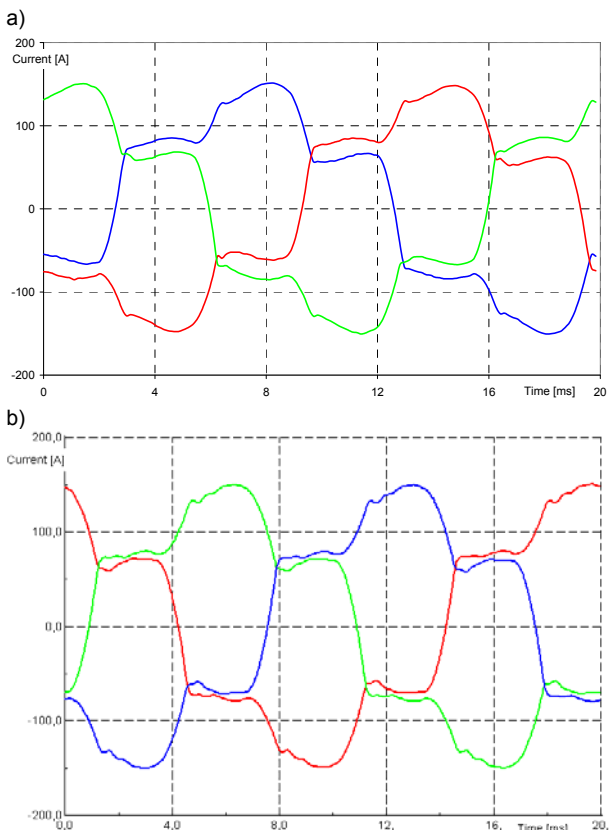 a)
Current [A]
200
100
0
-100
-200
0 4 8 12 16 20
Time [ms]
b)
200,0
Current [A]
100,0
0,0
-100,0
-200,0
0,0 4,0 8,0 12, 16, 20,
Time [ms]